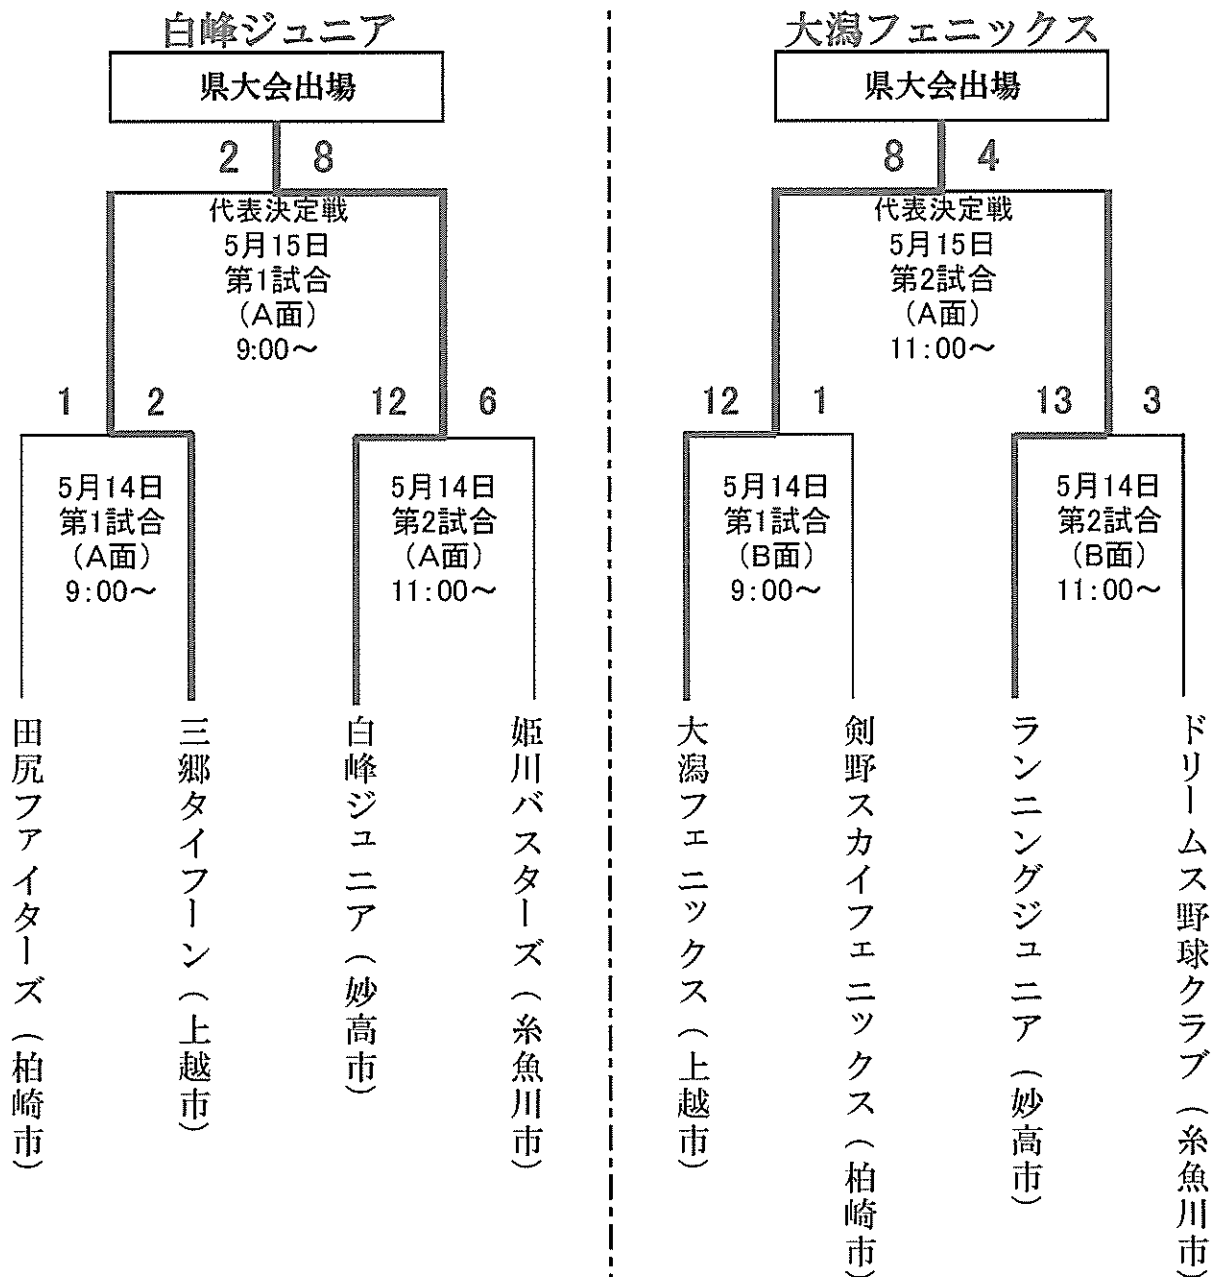 白峰ジュニア
県大会出場
2 8
代表決定戦
5月15日
第1試合
(A面)
9:00～
1 2
12 6
5月14日
第1試合
(A面)
9:00～
5月14日
第2試合
(A面)
11:00～
田尻ファイターズ(柏崎市)
三郷タイフーン(上越市)
白峰ジュニア(妙高市)
姫川バスターズ(糸魚川市)
大潟フェニックス
県大会出場
8 4
代表決定戦
5月15日
第2試合
(A面)
11:00～
12 1
13 3
5月14日
第1試合
(B面)
9:00～
5月14日
第2試合
(B面)
11:00～
大潟フェニックス(上越市)
剣野スカイフェニックス(柏崎市)
ランニングジュニア(妙高市)
ドリームス野球クラブ(糸魚川市)